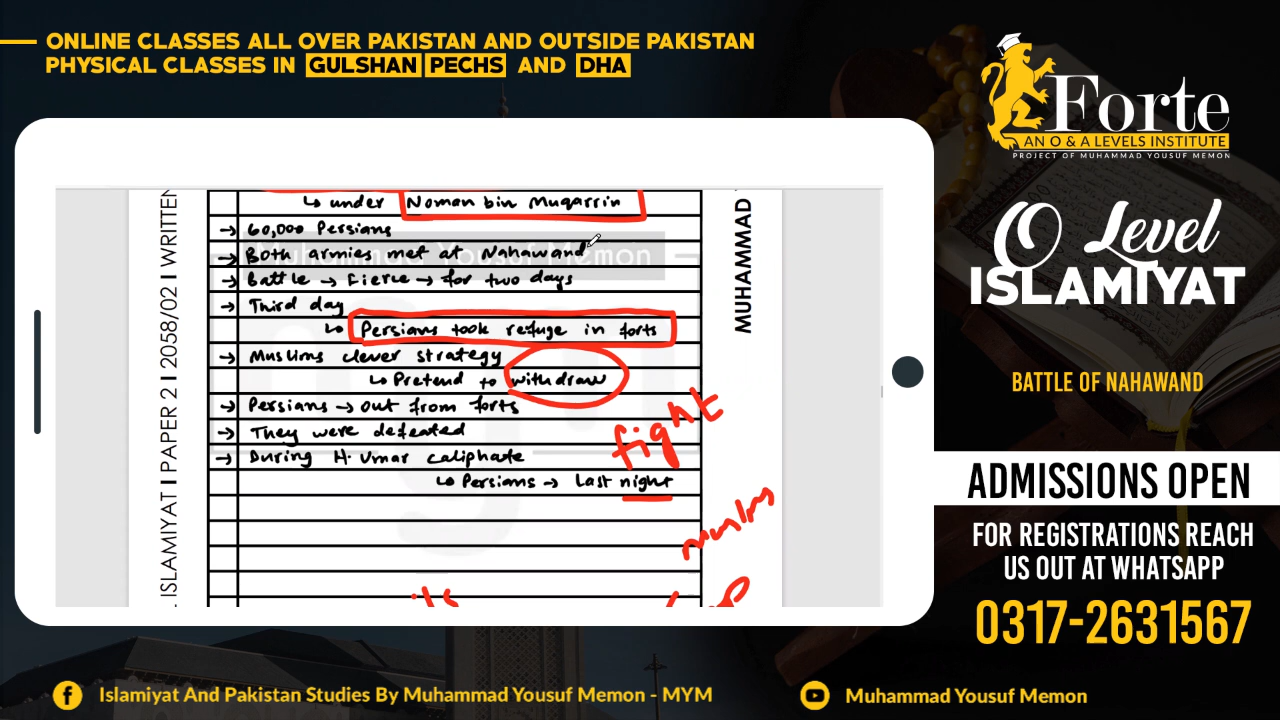 ONLINE CLASSES ALL OVER PAKISTAN AND OUTSIDE PAKISTAN
PHYSICAL CLASSES IN GULSHAN PECHS AND DHA
Forte
AN O & A LEVELS INSTITUTE
PROJECT OF MUHAMMAD YOUSUF MEMON
O Level
ISLAMIYAT
BATTLE OF NAHAWAND
ADMISSIONS OPEN
FOR REGISTRATIONS REACH
US OUT AT WHATSAPP
0317-2631567
ISLAMIYAT I PAPER 2 I 2058/02 I WRITTEN
MUHAMMAD
↳ under Noman bin Muqarrin
→ 60,000 Persians
→ Both armies met at Nahawand
Muhammad Yousuf Memon
→ Battle → Fierce → for two days
→ Third day
↳ Persians took refuge in forts
→ Muslims clever strategy
↳ Pretend to withdraw
→ Persians → out from forts
→ They were defeated
→ During H. Umar caliphate
↳ Persians → Last night
fight
Islamiyat And Pakistan Studies By Muhammad Yousuf Memon - MYM
Muhammad Yousuf Memon